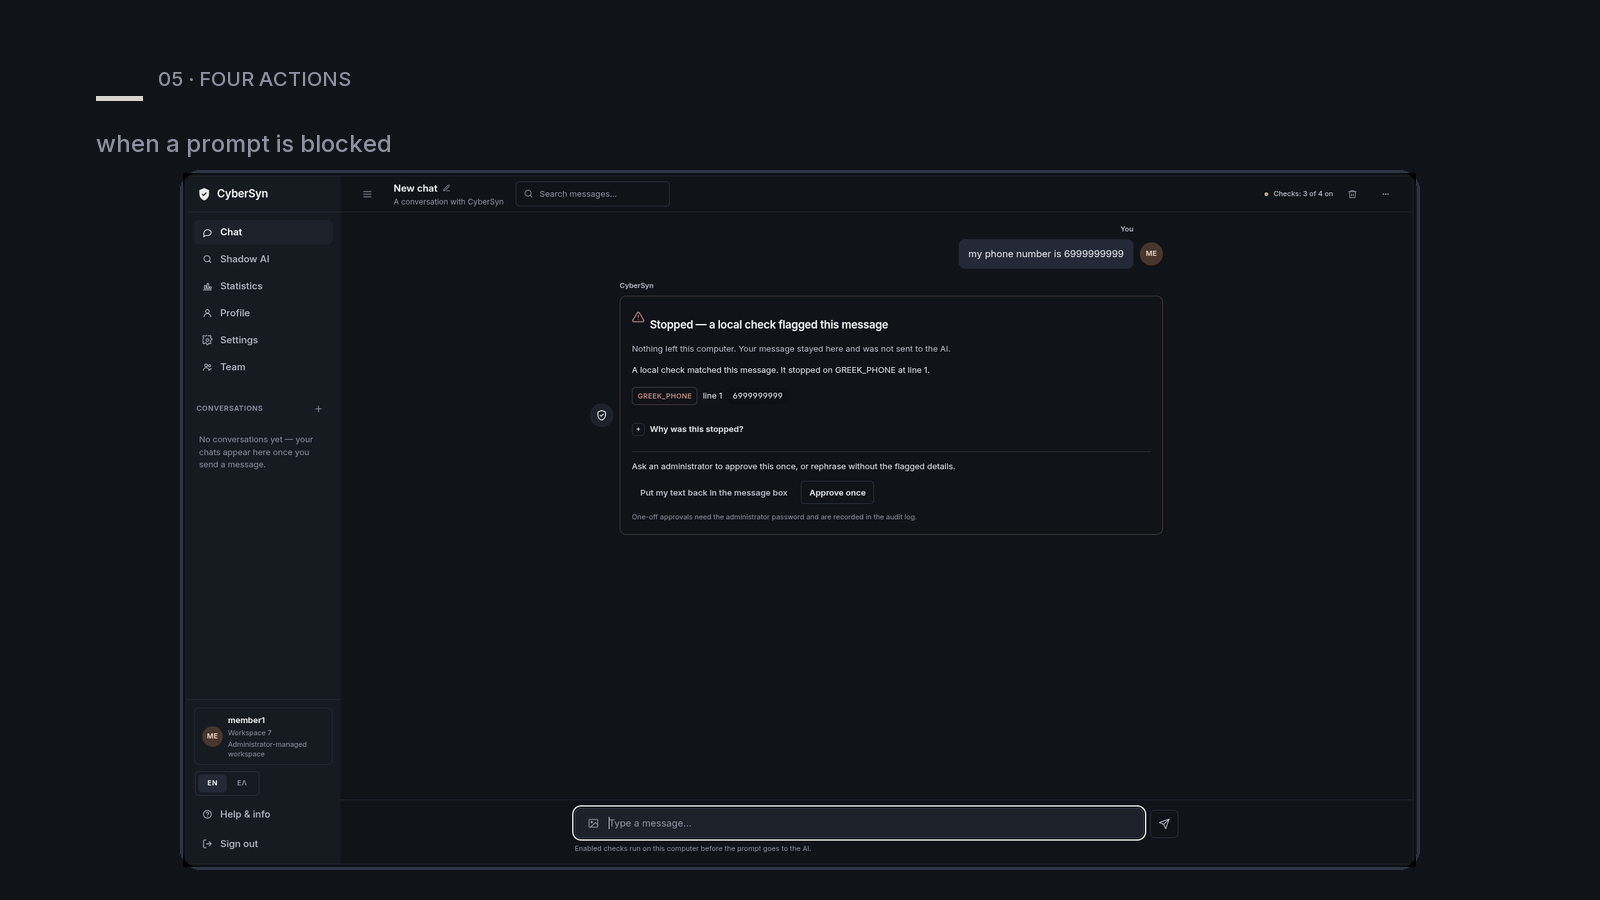 05 · FOUR ACTIONS
when a prompt is blocked
CyberSyn
New chat
A conversation with CyberSyn
Search messages...
Checks: 3 of 4 on
Chat
Shadow AI
Statistics
Profile
Settings
Team
CONVERSATIONS
No conversations yet — your
chats appear here once you
send a message.
You
my phone number is 6999999999
ME
CyberSyn
Stopped — a local check flagged this message
Nothing left this computer. Your message stayed here and was not sent to the AI.
A local check matched this message. It stopped on GREEK_PHONE at line 1.
GREEK_PHONE line 1 6999999999
Why was this stopped?
Ask an administrator to approve this once, or rephrase without the flagged details.
Put my text back in the message box Approve once
One-off approvals need the administrator password and are recorded in the audit log.
ME
member1
Workspace 7
Administrator-managed
workspace
EN ΕΛ
Help & info
Sign out
Type a message...
Enabled checks run on this computer before the prompt goes to the AI.